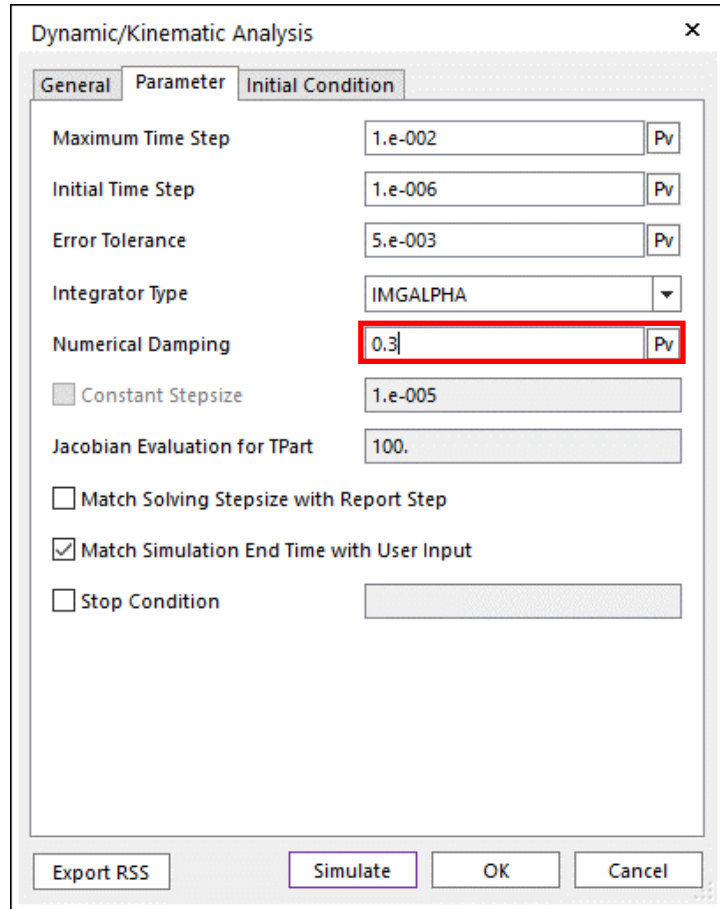 Dynamic/Kinematic Analysis
General Parameter Initial Condition
Maximum Time Step 1.e-002 Pv
Initial Time Step 1.e-006 Pv
Error Tolerance 5.e-003 Pv
Integrator Type IMGALPHA
Numerical Damping 0.3 Pv
Constant Stepsize 1.e-005
Jacobian Evaluation for TPart 100.
Match Solving Stepsize with Report Step
Match Simulation End Time with User Input
Stop Condition
Export RSS Simulate OK Cancel